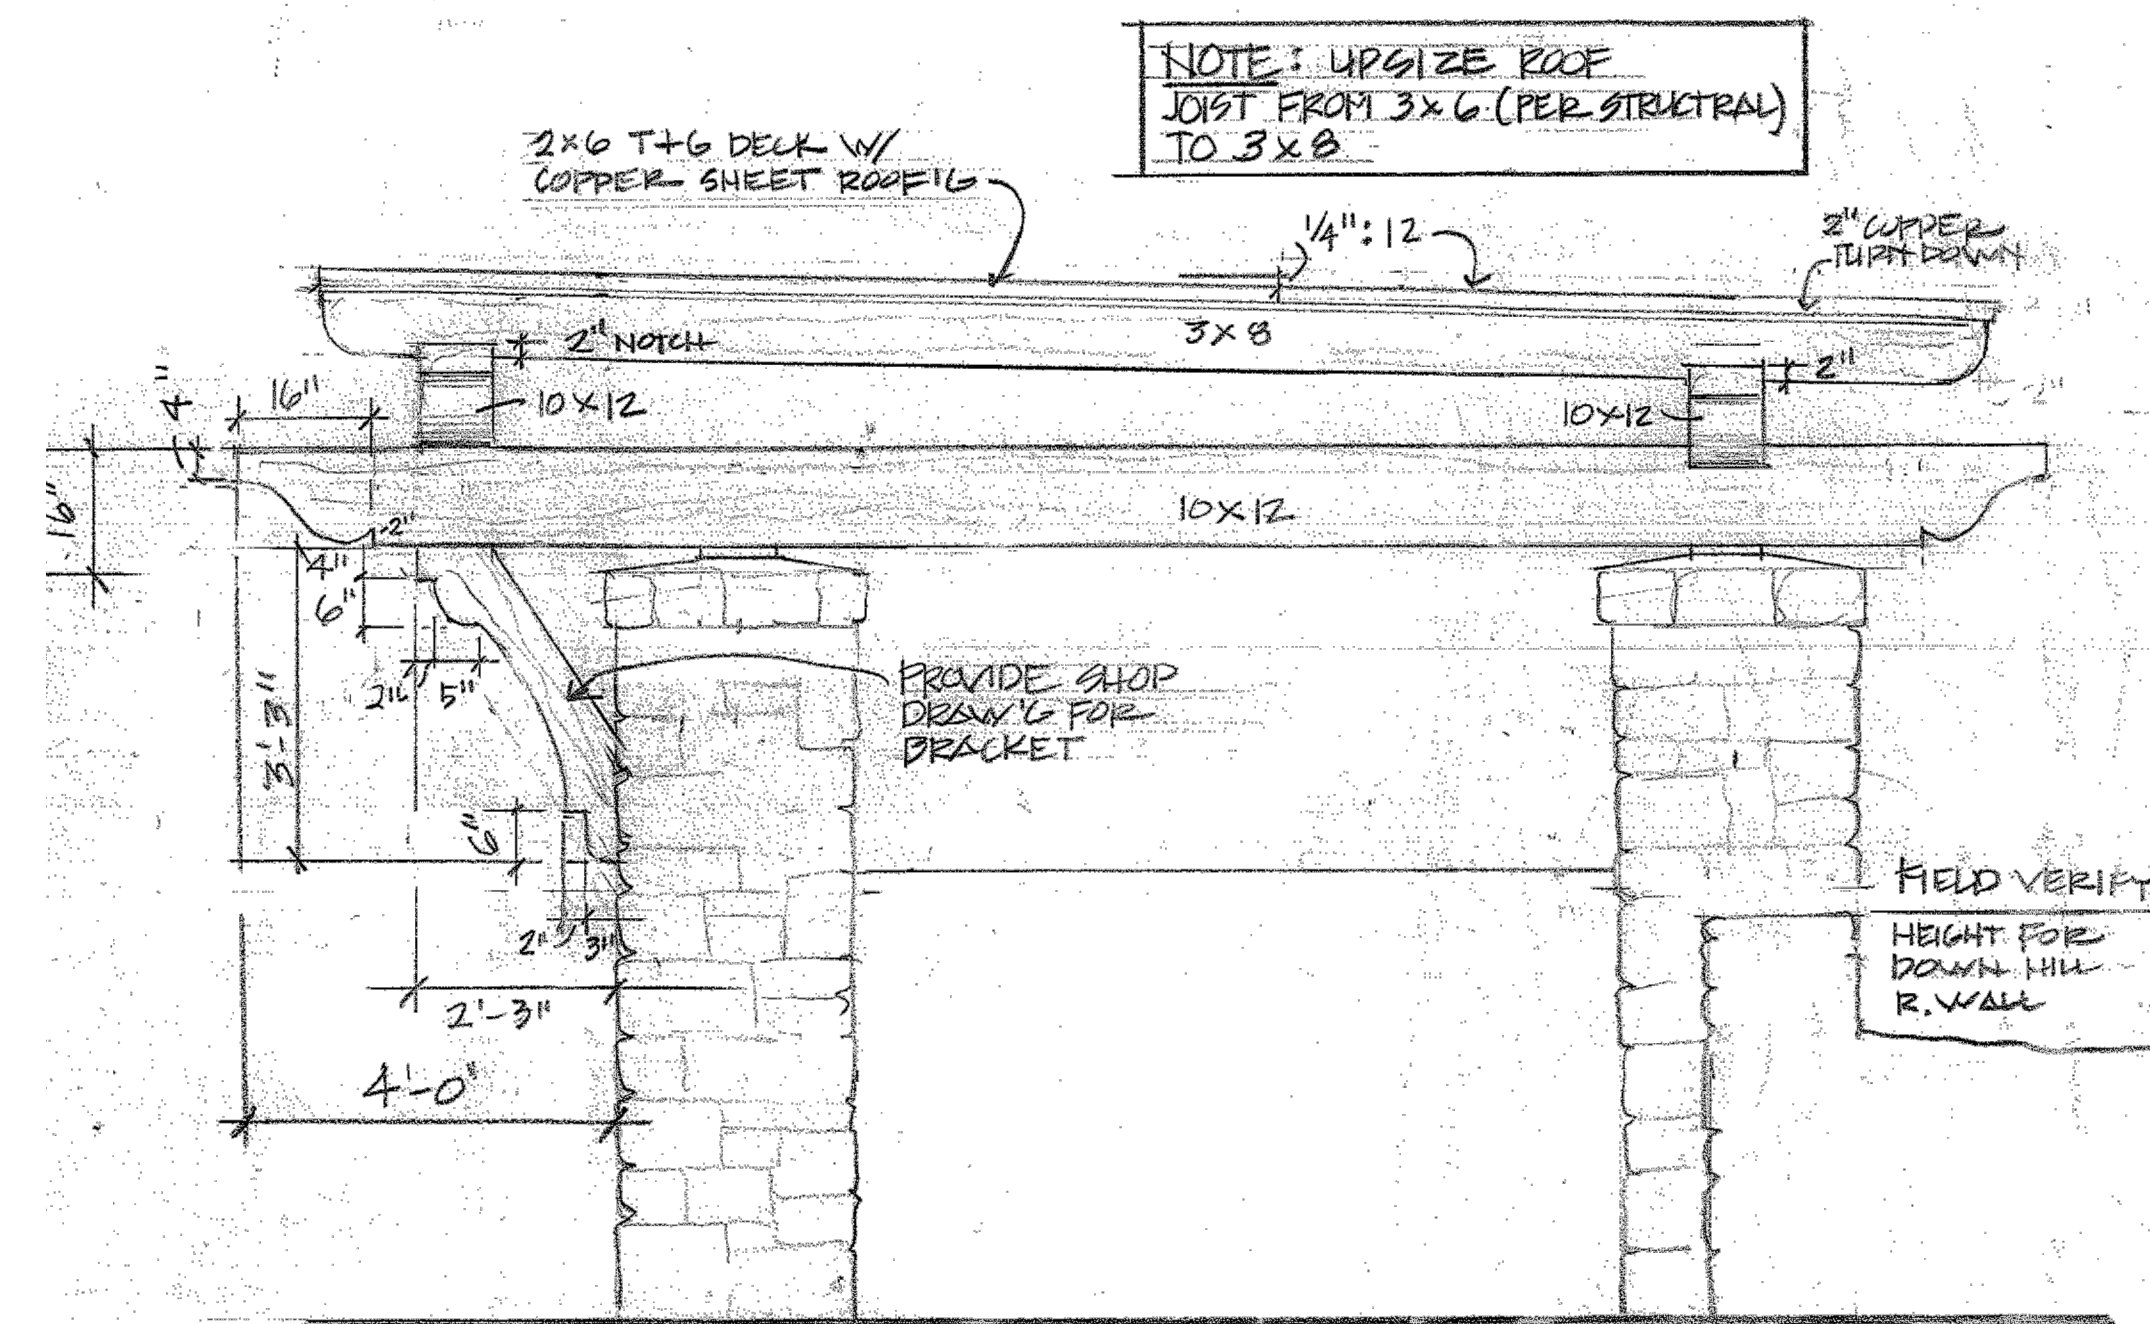 NOTE: UPSIZE ROOF
JOIST FROM 3x6 (PER STRUCTRAL)
TO 3x8
2x6 T+G DECK W/
COPPER SHEET ROOFI'G
1/4":12
2" COPPER
TURN DOWN
2" NOTCH
3x8
2"
4"
16"
10x12
10x12
16"
10x12
2"
4"
6"
2"
5"
3'-3"
PROVIDE SHOP
DRAW'G FOR
BRACKET
6"
2"
3"
FIELD VERIFY
HEIGHT FOR
DOWN HILL
R. WALL
2'-3"
4'-0"